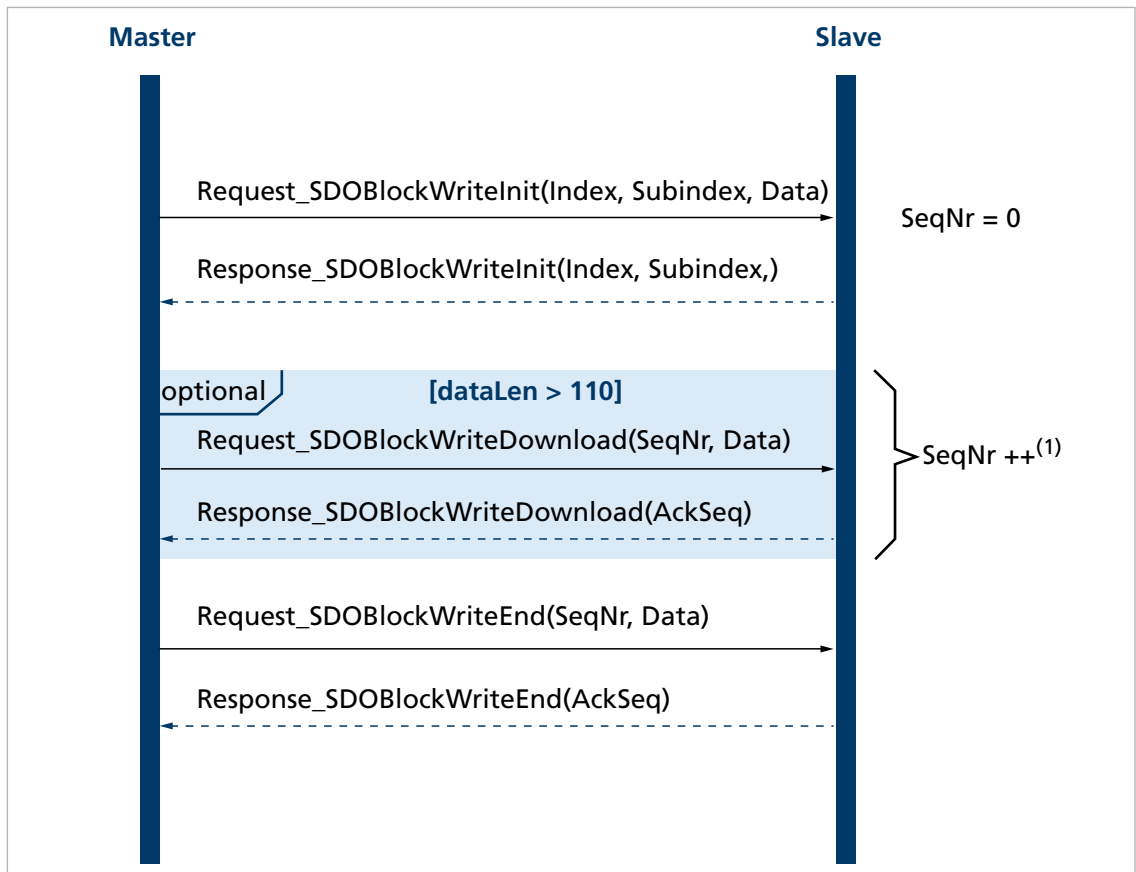 Master
Slave
Request_SDOBlockWriteInit(Index, Subindex, Data)
SeqNr = 0
Response_SDOBlockWriteInit(Index, Subindex,)
optional
[dataLen > 110]
Request_SDOBlockWriteDownload(SeqNr, Data)
SeqNr ++(1)
Response_SDOBlockWriteDownload(AckSeq)
Request_SDOBlockWriteEnd(SeqNr, Data)
Response_SDOBlockWriteEnd(AckSeq)